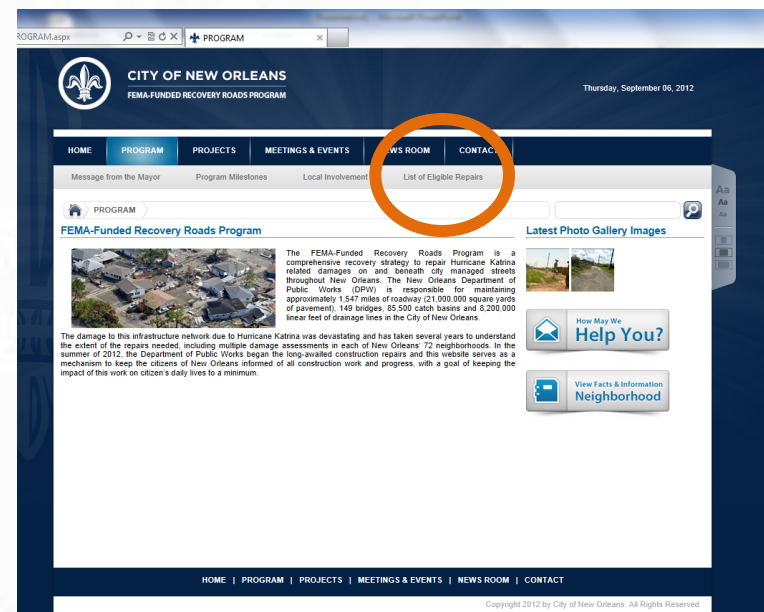 Presentation1 - Microsoft PowerPoint
ROGRAM.aspx
PROGRAM
CITY OF NEW ORLEANS
FEMA-FUNDED RECOVERY ROADS PROGRAM
Thursday, September 06, 2012
HOME PROGRAM PROJECTS MEETINGS & EVENTS NEWS ROOM CONTACT
Message from the Mayor Program Milestones Local Involvement List of Eligible Repairs
PROGRAM
Aa
Aa
Aa
FEMA-Funded Recovery Roads Program
The FEMA-Funded Recovery Roads Program is a
comprehensive recovery strategy to repair Hurricane Katrina
related damages on and beneath city managed streets
throughout New Orleans. The New Orleans Department of
Public Works (DPW) is responsible for maintaining
approximately 1,547 miles of roadway (21,000,000 square yards
of pavement), 149 bridges, 85,500 catch basins and 8,200,000
linear feet of drainage lines in the City of New Orleans.
The damage to this infrastructure network due to Hurricane Katrina was devastating and has taken several years to understand
the extent of the repairs needed, including multiple damage assessments in each of New Orleans' 72 neighborhoods. In the
summer of 2012, the Department of Public Works began the long-awaited construction repairs and this website serves as a
mechanism to keep the citizens of New Orleans informed of all construction work and progress, with a goal of keeping the
impact of this work on citizen's daily lives to a minimum.
Latest Photo Gallery Images
How May We
Help You?
View Facts & Information
Neighborhood
HOME | PROGRAM | PROJECTS | MEETINGS & EVENTS | NEWS ROOM | CONTACT
Copyright 2012 by City of New Orleans. All Rights Reserved.